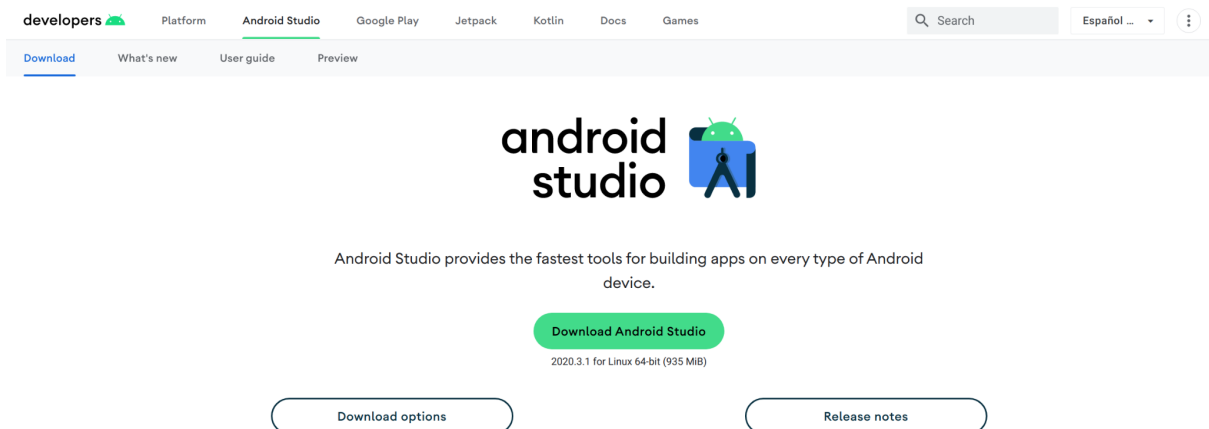 developers Platform Android Studio Google Play Jetpack Kotlin Docs Games Search Español ...
Download What's new User guide Preview
android
studio
Android Studio provides the fastest tools for building apps on every type of Android
device.
Download Android Studio
2020.3.1 for Linux 64-bit (935 MiB)
Download options Release notes